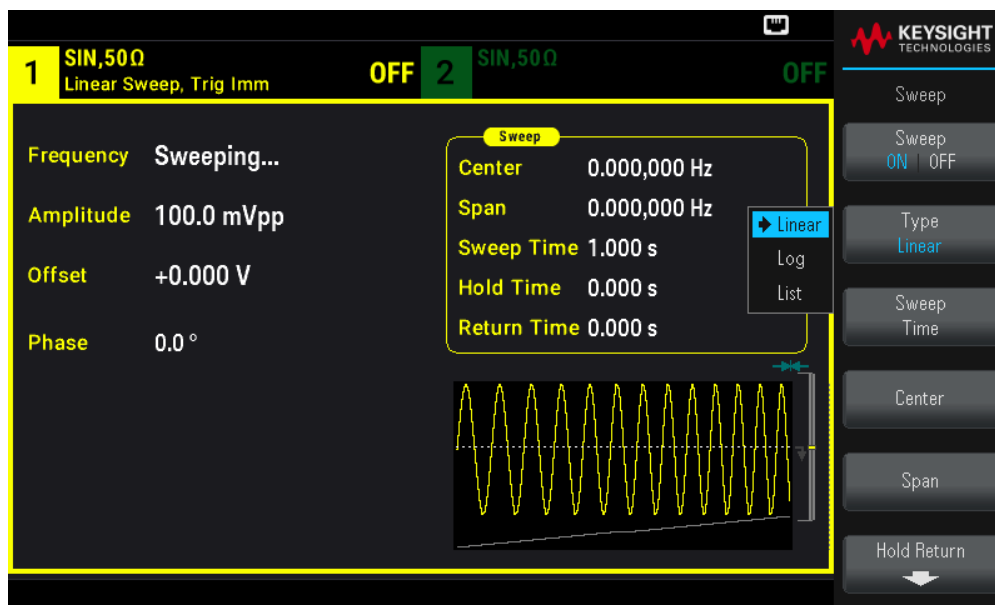 1
SIN,50Ω
Linear Sweep, Trig Imm
OFF
2
SIN,50Ω
OFF
Frequency Sweeping...
Amplitude 100.0 mVpp
Offset +0.000 V
Phase 0.0 °
Sweep
Center 0.000,000 Hz
Span 0.000,000 Hz
Sweep Time 1.000 s
Hold Time 0.000 s
Return Time 0.000 s
Linear
Log
List
KEYSIGHT
TECHNOLOGIES
Sweep
Sweep
ON | OFF
Type
Linear
Sweep
Time
Center
Span
Hold Return